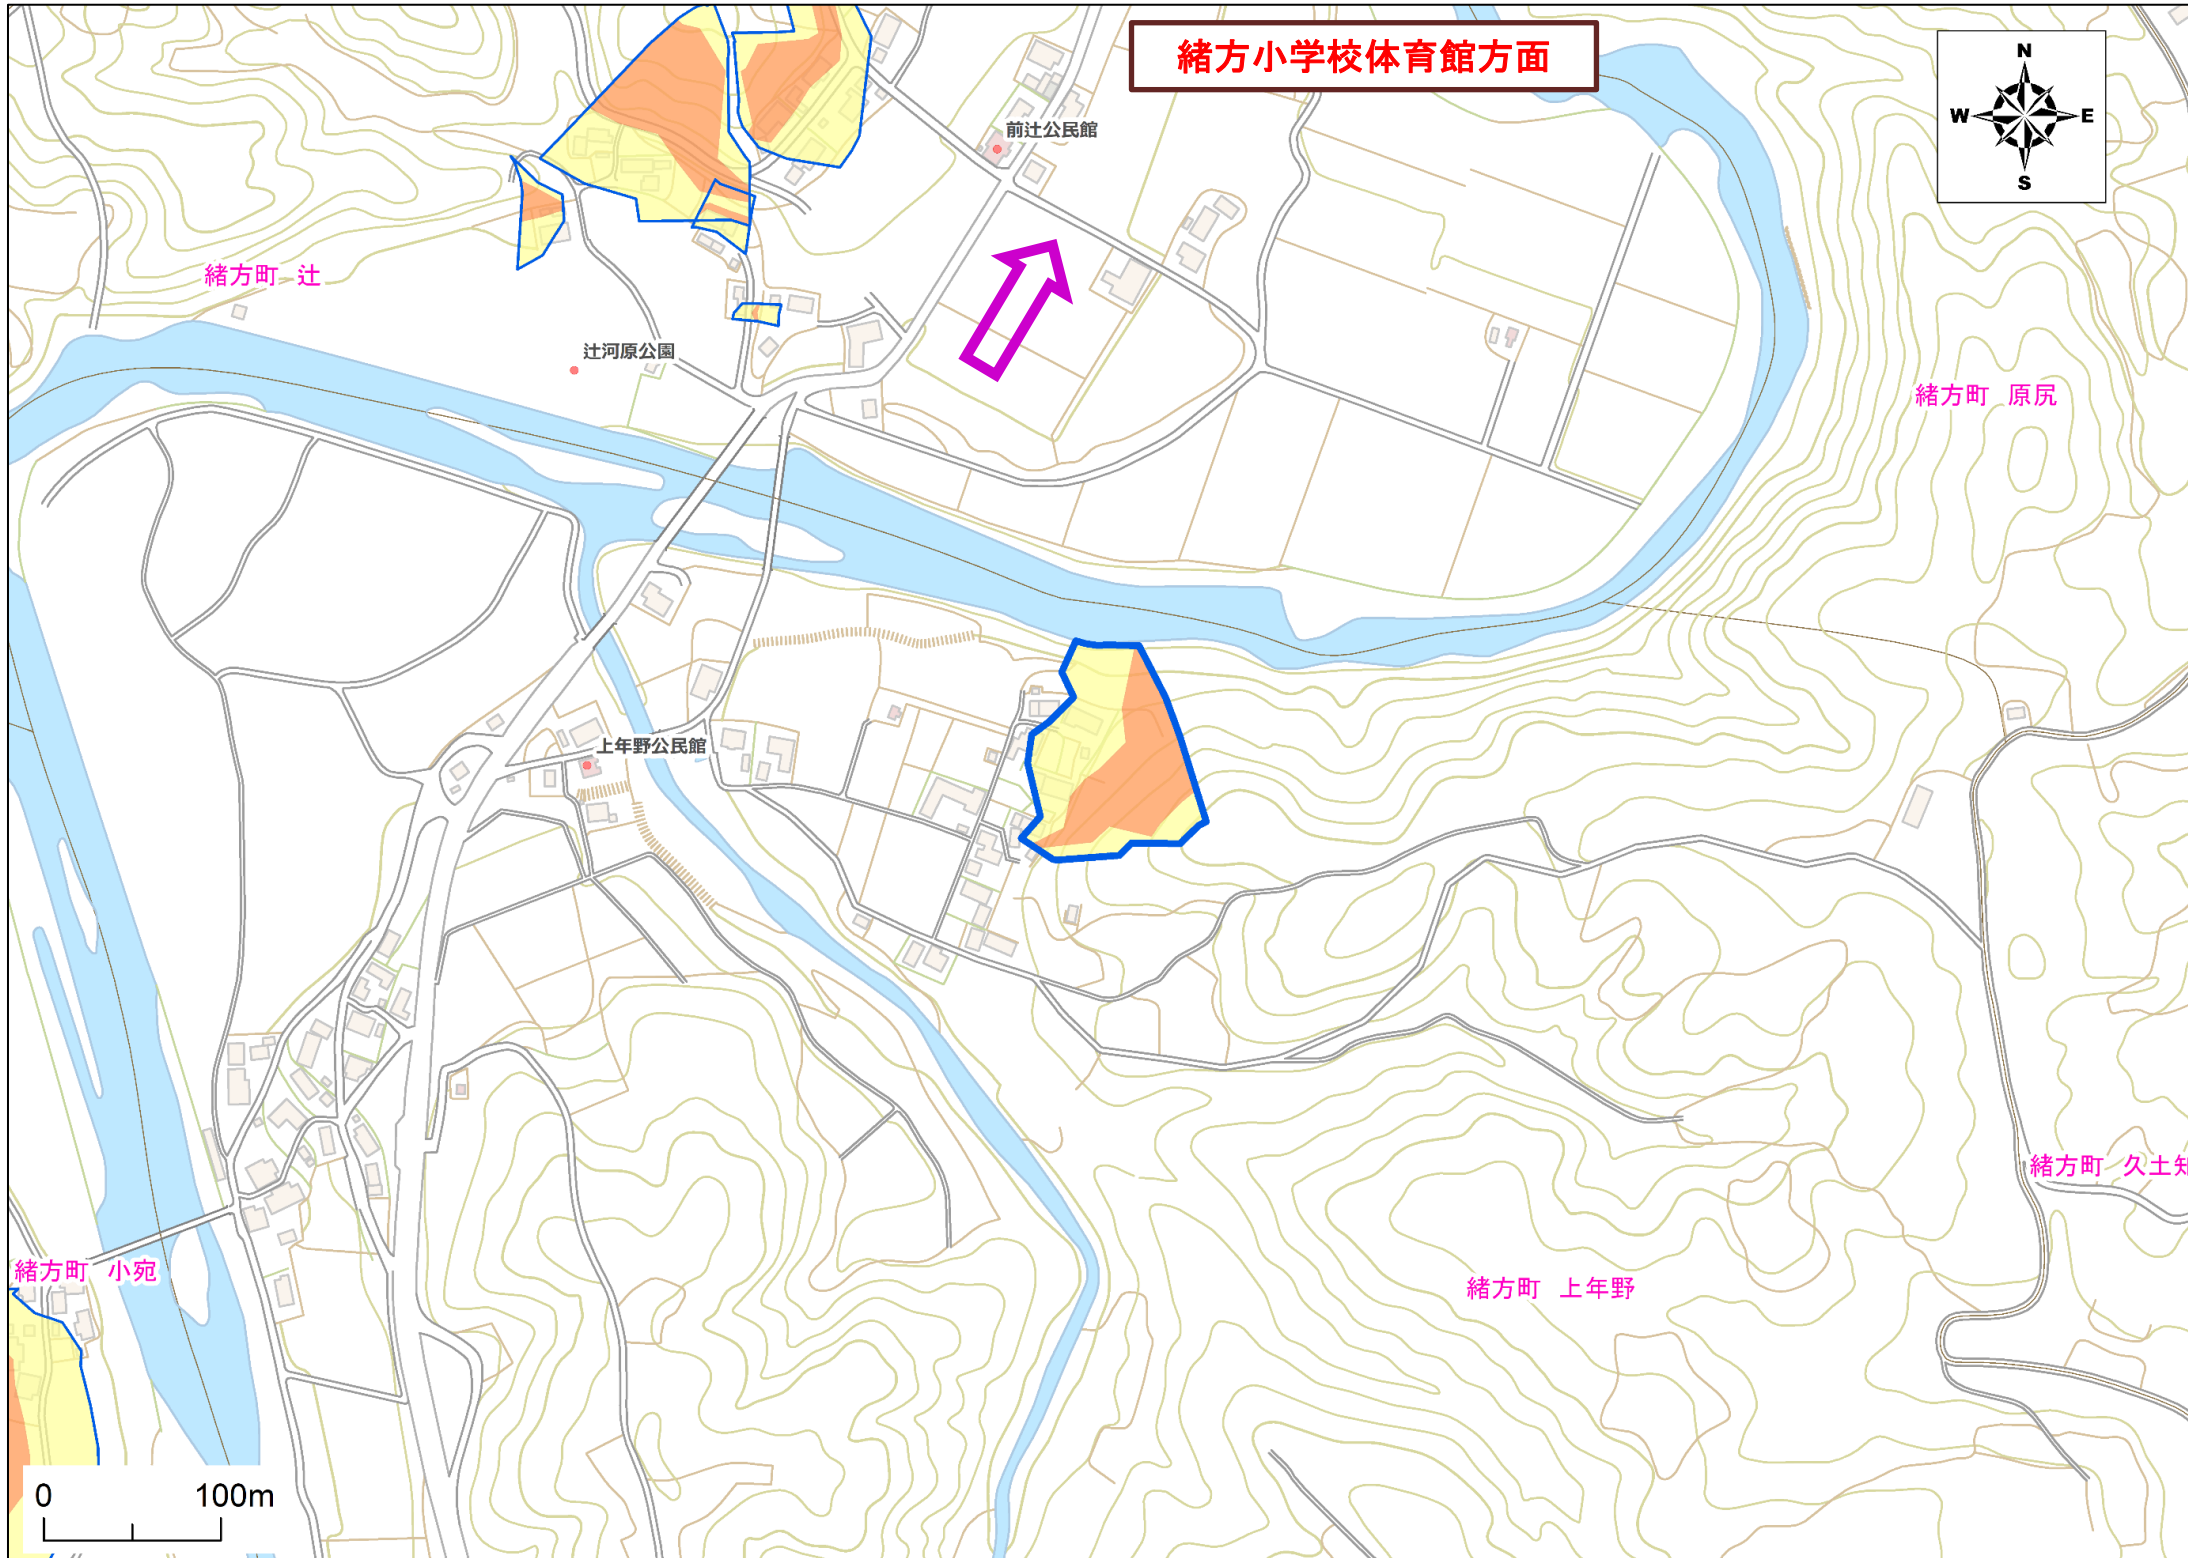 緒方小学校体育館方面
N
W
E
S
前辻公民館
緒方町 辻
辻河原公園
緒方町 原尻
上年野公民館
緒方町 久土知
緒方町 小宛
緒方町 上年野
0
100m